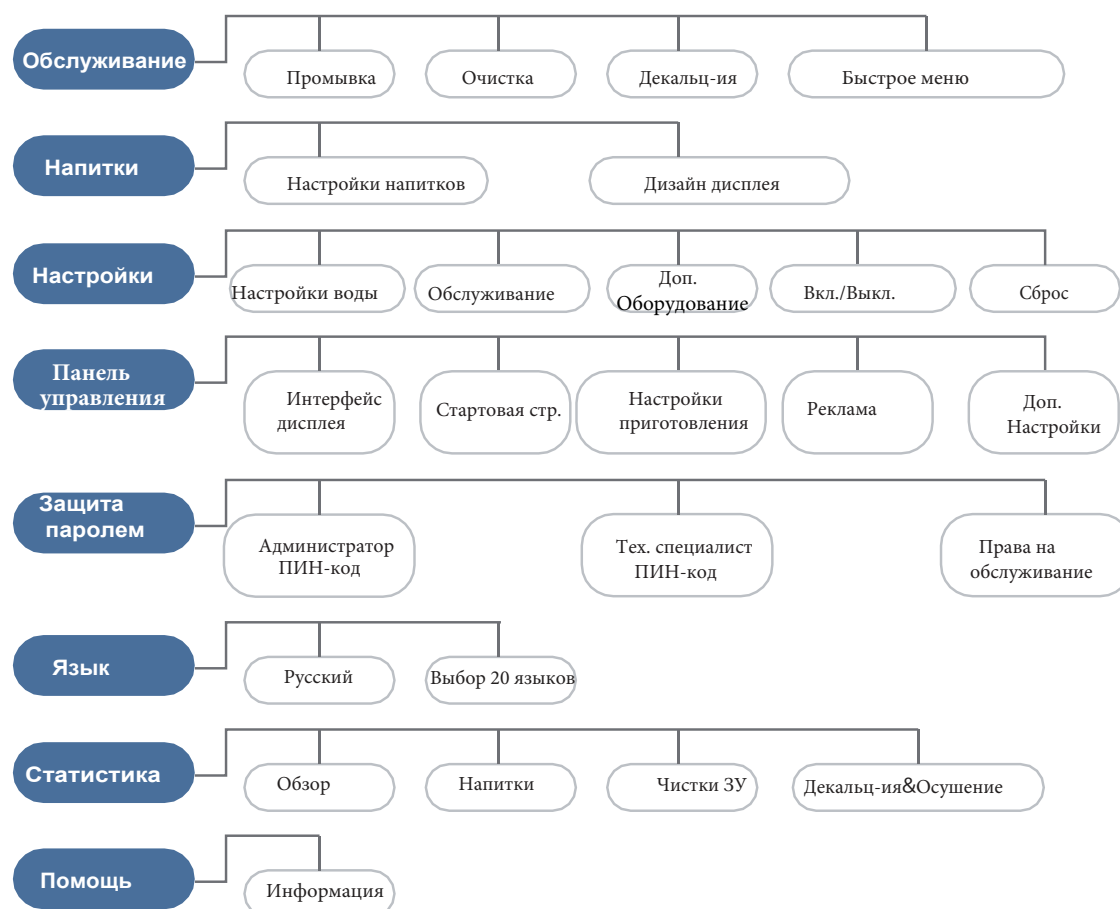 Обслуживание
Промывка
Очистка
Декальц-ия
Быстрое меню
Напитки
Настройки напитков
Дизайн дисплея
Настройки
Настройки воды
Обслуживание
Доп.
Оборудование
Вкл./Выкл.
Сброс
Панель
управления
Интерфейс
дисплея
Стартовая стр.
Настройки
приготовления
Реклама
Доп.
Настройки
Защита
паролем
Администратор
ПИН-код
Тех. специалист
ПИН-код
Права на
обслуживание
Язык
Русский
Выбор 20 языков
Статистика
Обзор
Напитки
Чистки ЗУ
Декальц-ия&Осушение
Помощь
Информация